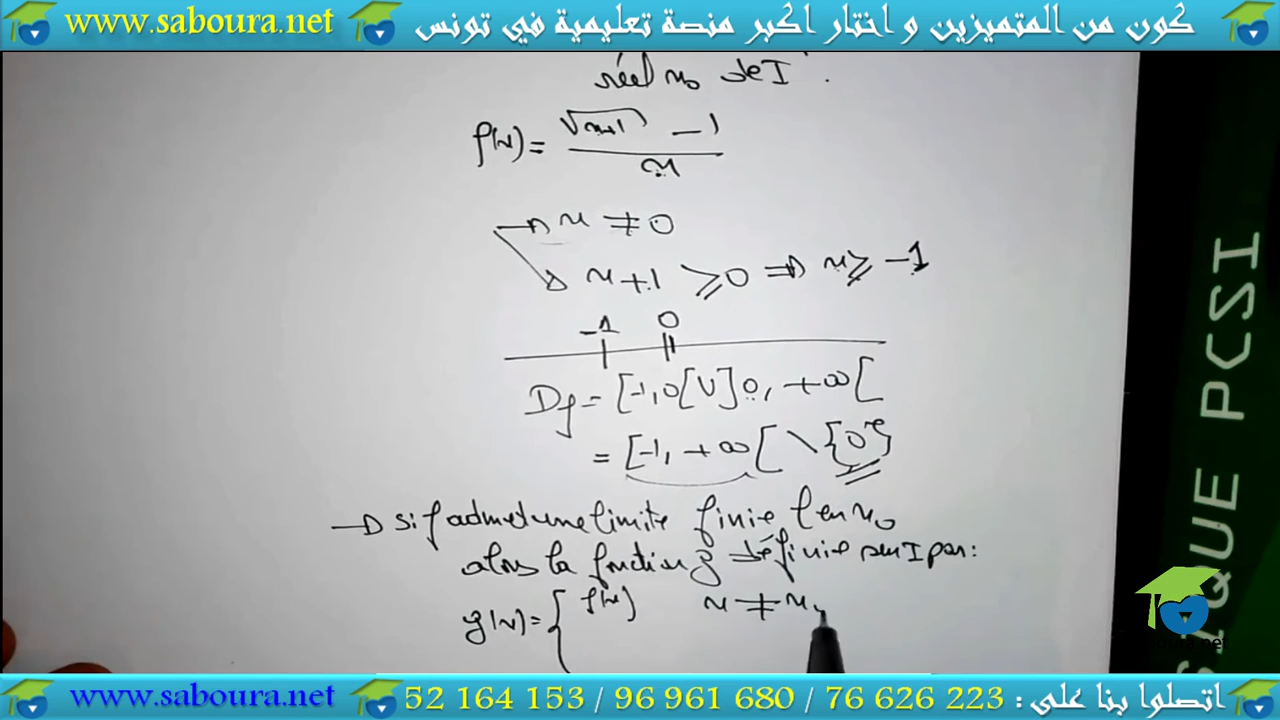 www.saboura.net كون من المتميزين و اختار اكبر منصة تعليمية في تونس
réel x₀ de I.
f(x) = (√(x+1) - 1) / x
→ x ≠ 0
→ x+1 ≥ 0 ⇒ x ≥ -1
-1 0
Df = [-1, 0[ ∪ ]0, +∞[
= [-1, +∞[ \ {0}
→ si f admet une limite finie l en x₀
alors la fonction g définie sur I par:
g(x) = { f(x) x ≠ x₀
SIQUE PCSI
www.saboura.net اتصلوا بنا على : 52 164 153 / 96 961 680 / 76 626 223